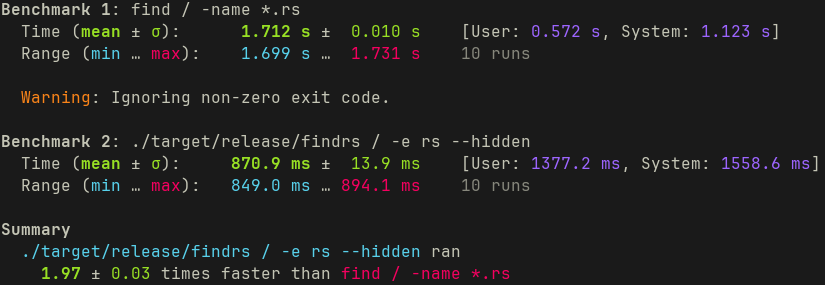 Benchmark 1: find / -name *.rs
  Time (mean ± σ):      1.712 s ±  0.010 s    [User: 0.572 s, System: 1.123 s]
  Range (min … max):    1.699 s …  1.731 s    10 runs

  Warning: Ignoring non-zero exit code.

Benchmark 2: ./target/release/findrs / -e rs --hidden
  Time (mean ± σ):     870.9 ms ±  13.9 ms    [User: 1377.2 ms, System: 1558.6 ms]
  Range (min … max):   849.0 ms … 894.1 ms    10 runs

Summary
  ./target/release/findrs / -e rs --hidden ran
    1.97 ± 0.03 times faster than find / -name *.rs